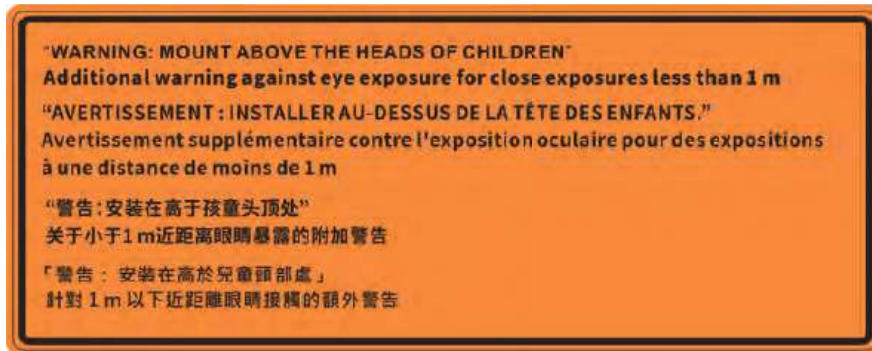 "WARNING: MOUNT ABOVE THE HEADS OF CHILDREN"
Additional warning against eye exposure for close exposures less than 1 m
“AVERTISSEMENT : INSTALLER AU-DESSUS DE LA TÊTE DES ENFANTS.”
Avertissement supplémentaire contre l'exposition oculaire pour des expositions
à une distance de moins de 1 m
“警告:安装在高于孩童头顶处”
关于小于1 m近距离眼睛暴露的附加警告
「警告： 安裝在高於兒童頭部處」
針對 1 m 以下近距離眼睛接觸的額外警告